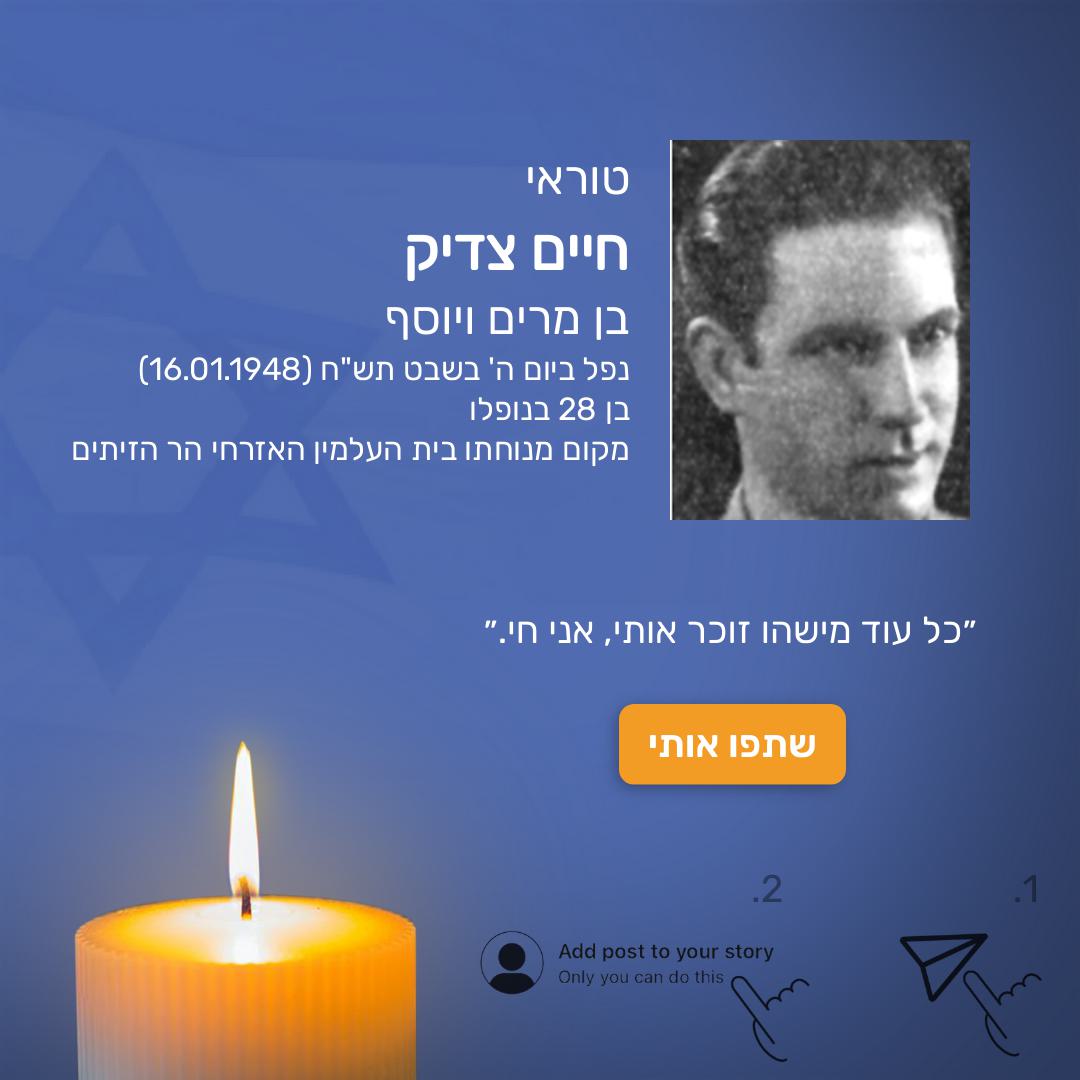 טוראי
חיים צדיק
בן מרים ויוסף
נפל ביום ה' בשבט תש"ח (16.01.1948)
בן 28 בנופלו
מקום מנוחתו בית העלמין האזרחי הר הזיתים
״כל עוד מישהו זוכר אותי, אני חי.״
שתפו אותי
.1
.2
Add post to your story
Only you can do this